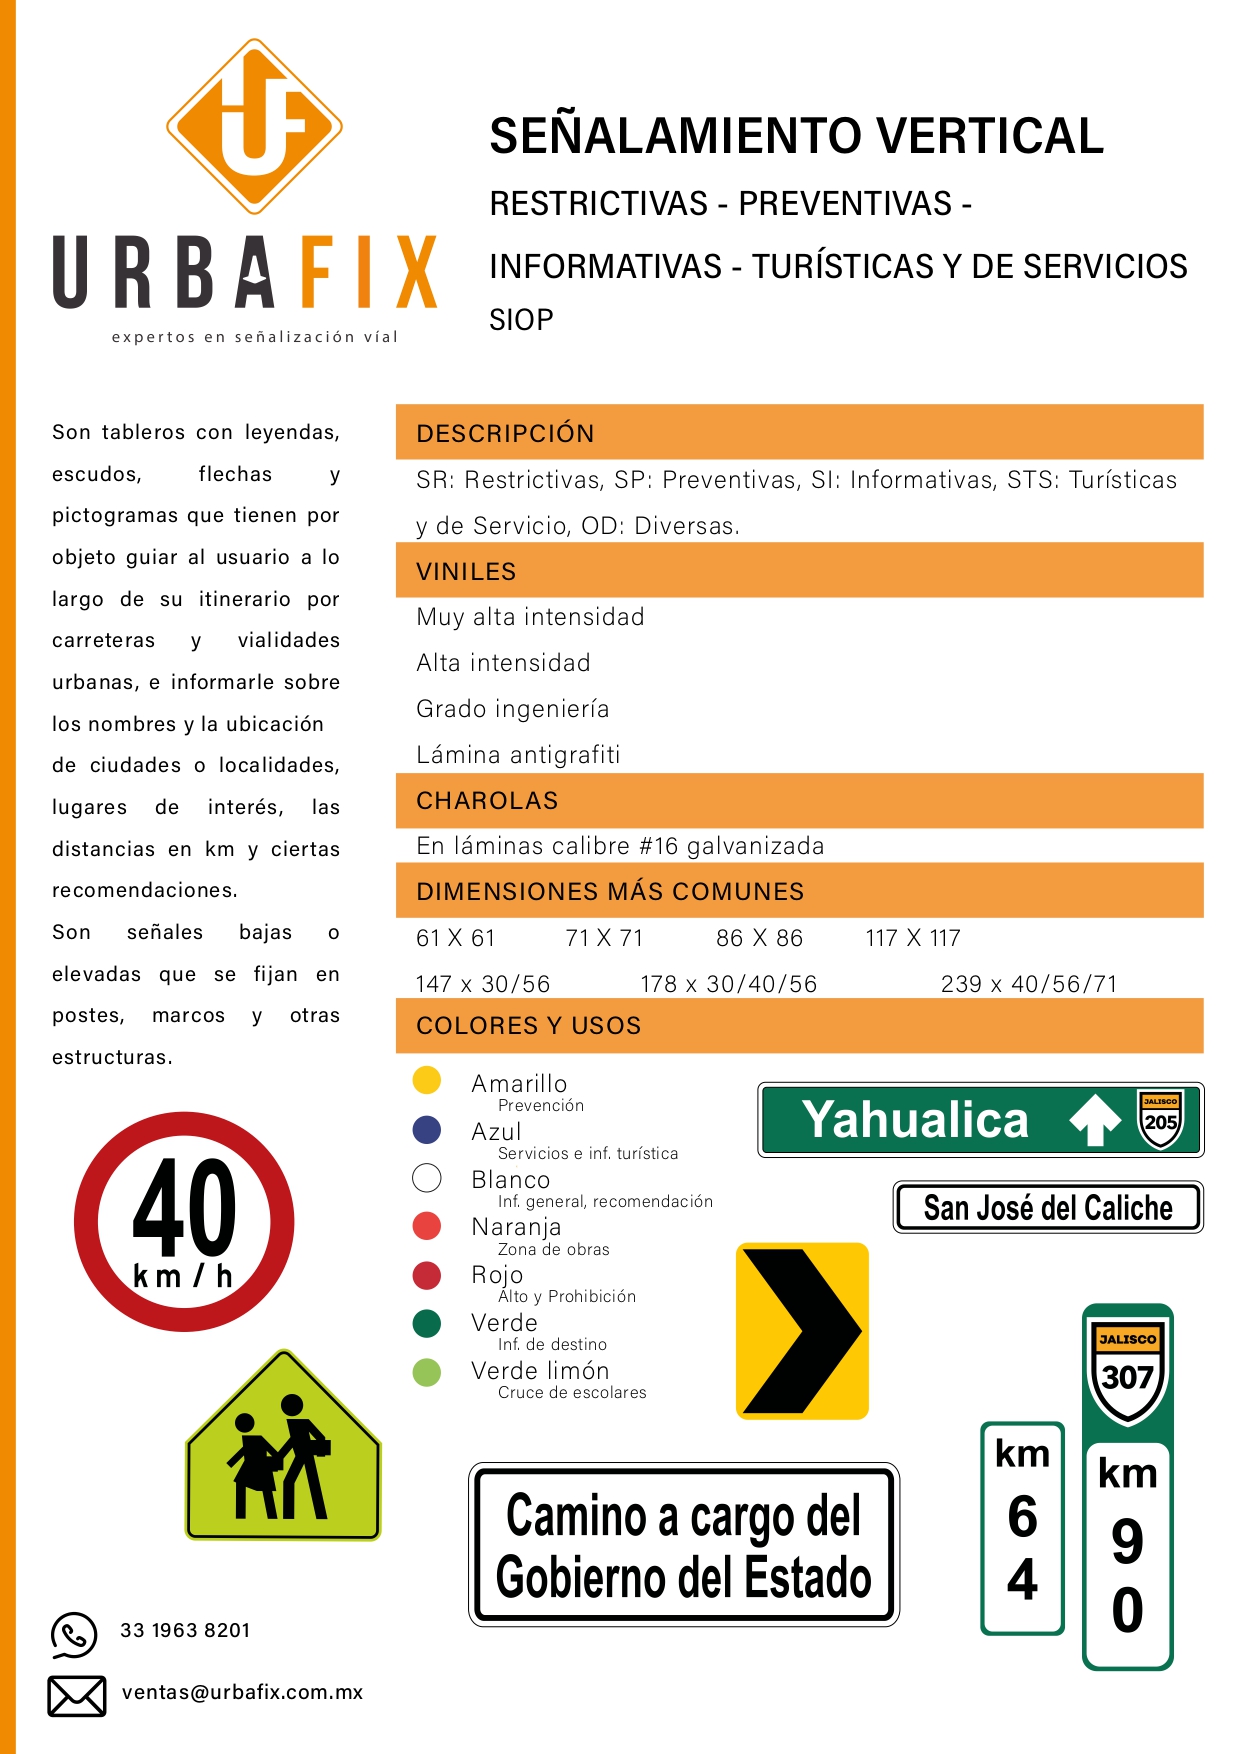 UF
URBAFIX
expertos en señalización víal
SEÑALAMIENTO VERTICAL
RESTRICTIVAS - PREVENTIVAS -
INFORMATIVAS - TURÍSTICAS Y DE SERVICIOS
SIOP
Son tableros con leyendas,
escudos, flechas y
pictogramas que tienen por
objeto guiar al usuario a lo
largo de su itinerario por
carreteras y vialidades
urbanas, e informarle sobre
los nombres y la ubicación
de ciudades o localidades,
lugares de interés, las
distancias en km y ciertas
recomendaciones.
Son señales bajas o
elevadas que se fijan en
postes, marcos y otras
estructuras.
DESCRIPCIÓN
SR: Restrictivas, SP: Preventivas, SI: Informativas, STS: Turísticas
y de Servicio, OD: Diversas.
VINILES
Muy alta intensidad
Alta intensidad
Grado ingeniería
Lámina antigrafiti
CHAROLAS
En láminas calibre #16 galvanizada
DIMENSIONES MÁS COMUNES
61 X 61 71 X 71 86 X 86 117 X 117
147 x 30/56 178 x 30/40/56 239 x 40/56/71
COLORES Y USOS
Amarillo
Prevención
Azul
Servicios e inf. turística
Blanco
Inf. general, recomendación
Naranja
Zona de obras
Rojo
Alto y Prohibición
Verde
Inf. de destino
Verde limón
Cruce de escolares
Yahualica
JALISCO
205
San José del Caliche
40
km/h
JALISCO
307
km
9
0
km
6
4
Camino a cargo del
Gobierno del Estado
33 1963 8201
ventas@urbafix.com.mx